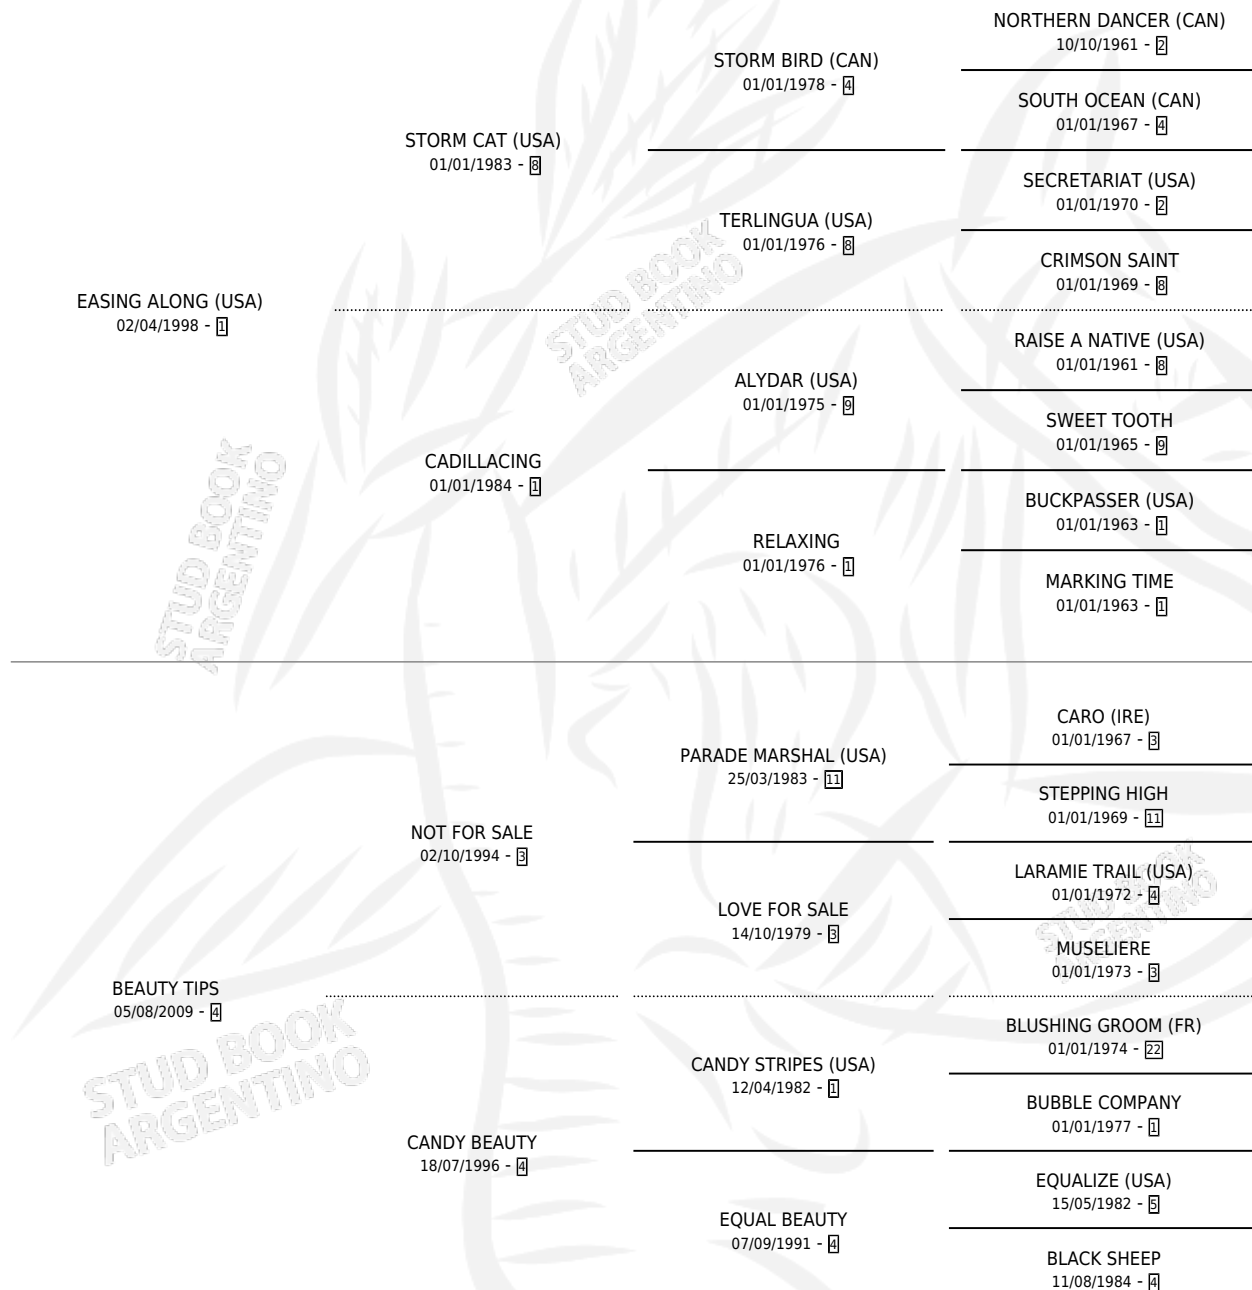 NORTHERN DANCER (CAN)
10/10/1961 - 2
STORM BIRD (CAN)
01/01/1978 - 4
SOUTH OCEAN (CAN)
01/01/1967 - 4
STORM CAT (USA)
01/01/1983 - 8
SECRETARIAT (USA)
01/01/1970 - 2
TERLINGUA (USA)
01/01/1976 - 8
CRIMSON SAINT
01/01/1969 - 8
EASING ALONG (USA)
02/04/1998 - 1
RAISE A NATIVE (USA)
01/01/1961 - 8
ALYDAR (USA)
01/01/1975 - 9
SWEET TOOTH
01/01/1965 - 9
CADILLACING
01/01/1984 - 1
BUCKPASSER (USA)
01/01/1963 - 1
RELAXING
01/01/1976 - 1
MARKING TIME
01/01/1963 - 1
STUD BOOK
ARGENTINO
STUD BOOK
ARGENTINO
CARO (IRE)
01/01/1967 - 3
PARADE MARSHAL (USA)
25/03/1983 - 11
STEPPING HIGH
01/01/1969 - 11
NOT FOR SALE
02/10/1994 - 3
LARAMIE TRAIL (USA)
01/01/1972 - 4
LOVE FOR SALE
14/10/1979 - 3
MUSELIERE
01/01/1973 - 3
STUD BOOK
ARGENTINO
BEAUTY TIPS
05/08/2009 - 4
BLUSHING GROOM (FR)
01/01/1974 - 22
CANDY STRIPES (USA)
12/04/1982 - 1
BUBBLE COMPANY
01/01/1977 - 1
CANDY BEAUTY
18/07/1996 - 4
EQUALIZE (USA)
15/05/1982 - 5
EQUAL BEAUTY
07/09/1991 - 4
BLACK SHEEP
11/08/1984 - 4
STUD BOOK
ARGENTINO